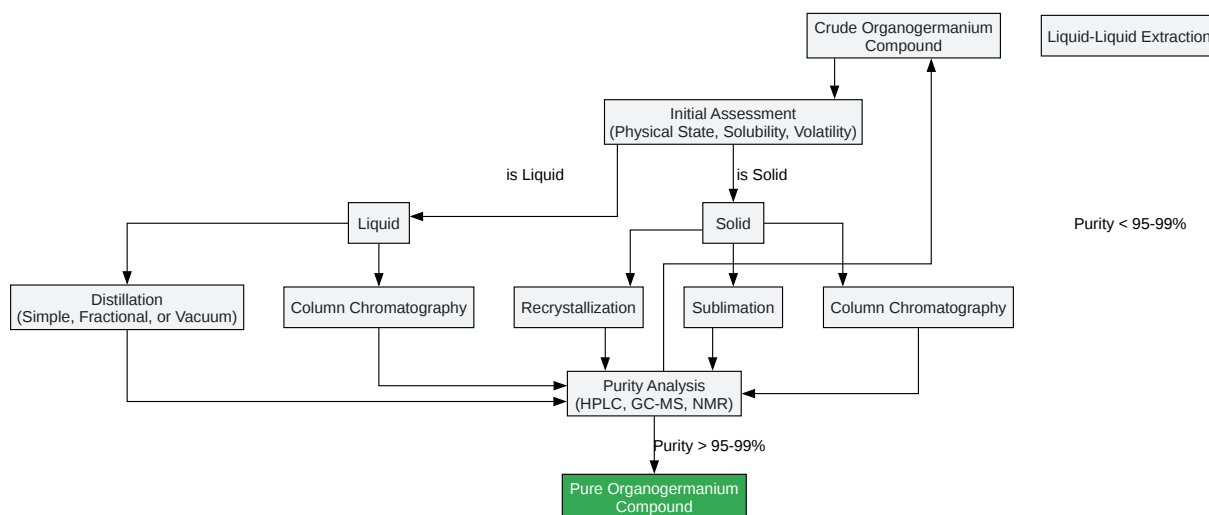 Crude Organogermanium
Compound
Liquid-Liquid Extraction
Initial Assessment
(Physical State, Solubility, Volatility)
is Liquid
is Solid
Liquid
Solid
Purity < 95-99%
Distillation
(Simple, Fractional, or Vacuum)
Column Chromatography
Recrystallization
Sublimation
Column Chromatography
Purity Analysis
(HPLC, GC-MS, NMR)
Purity > 95-99%
Pure Organogermanium
Compound